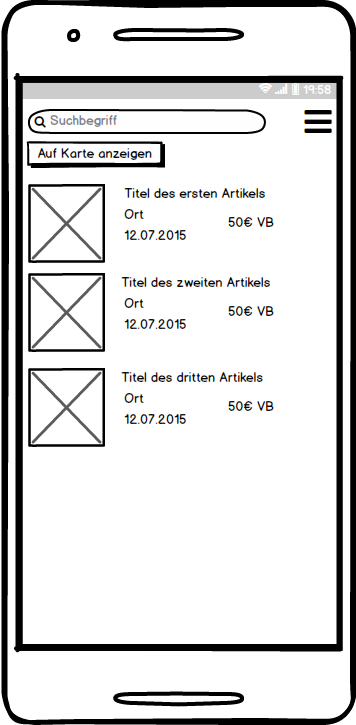 19:58
Suchbegriff
Auf Karte anzeigen
Titel des ersten Artikels
Ort
50€ VB
12.07.2015
Titel des zweiten Artikels
Ort
50€ VB
12.07.2015
Titel des dritten Artikels
Ort
50€ VB
12.07.2015